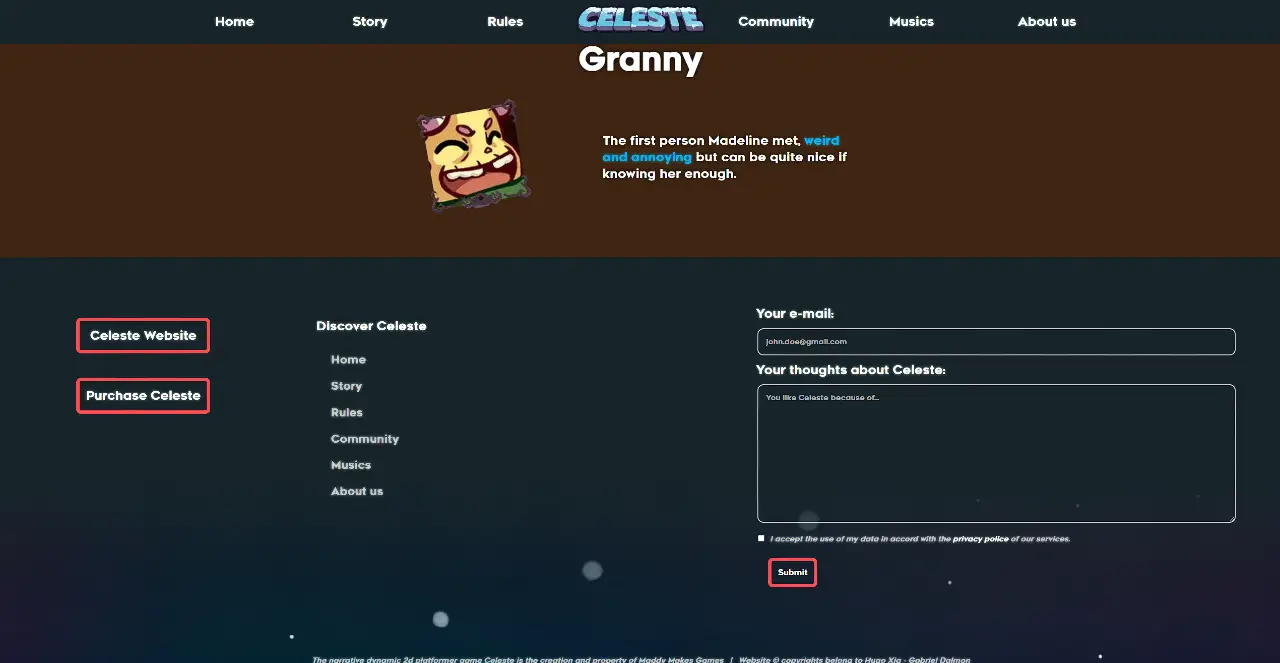 Home Story Rules CELESTE Community Musics About us
Granny
The first person Madeline met, weird
and annoying but can be quite nice if
knowing her enough.
Celeste Website
Purchase Celeste
Discover Celeste
Home
Story
Rules
Community
Musics
About us
Your e-mail:
john.doe@gmail.com
Your thoughts about Celeste:
You like Celeste because of...
I accept the use of my data in accord with the privacy police of our services.
Submit
The narrative dynamic 2d platformer game Celeste is the creation and property of Maddy Makes Games | Website © copyrights belong to Hugo Xia - Gabriel Daimon